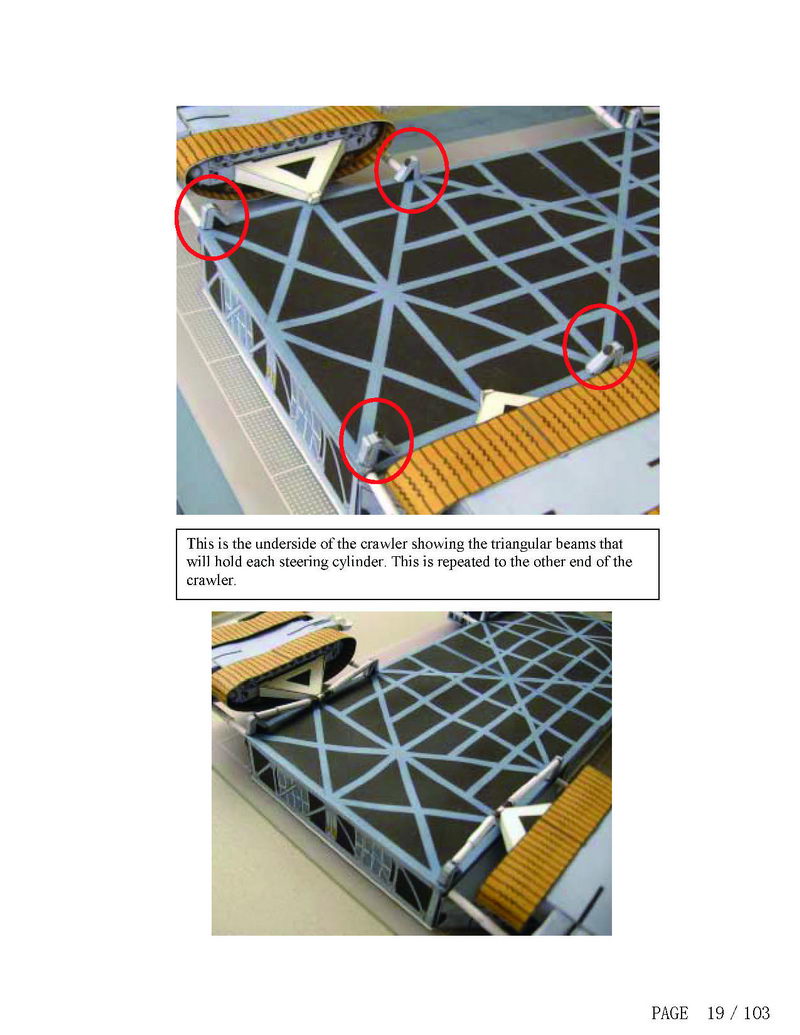 This is the underside of the crawler showing the triangular beams that
will hold each steering cylinder. This is repeated to the other end of the
crawler.
PAGE 19 / 103